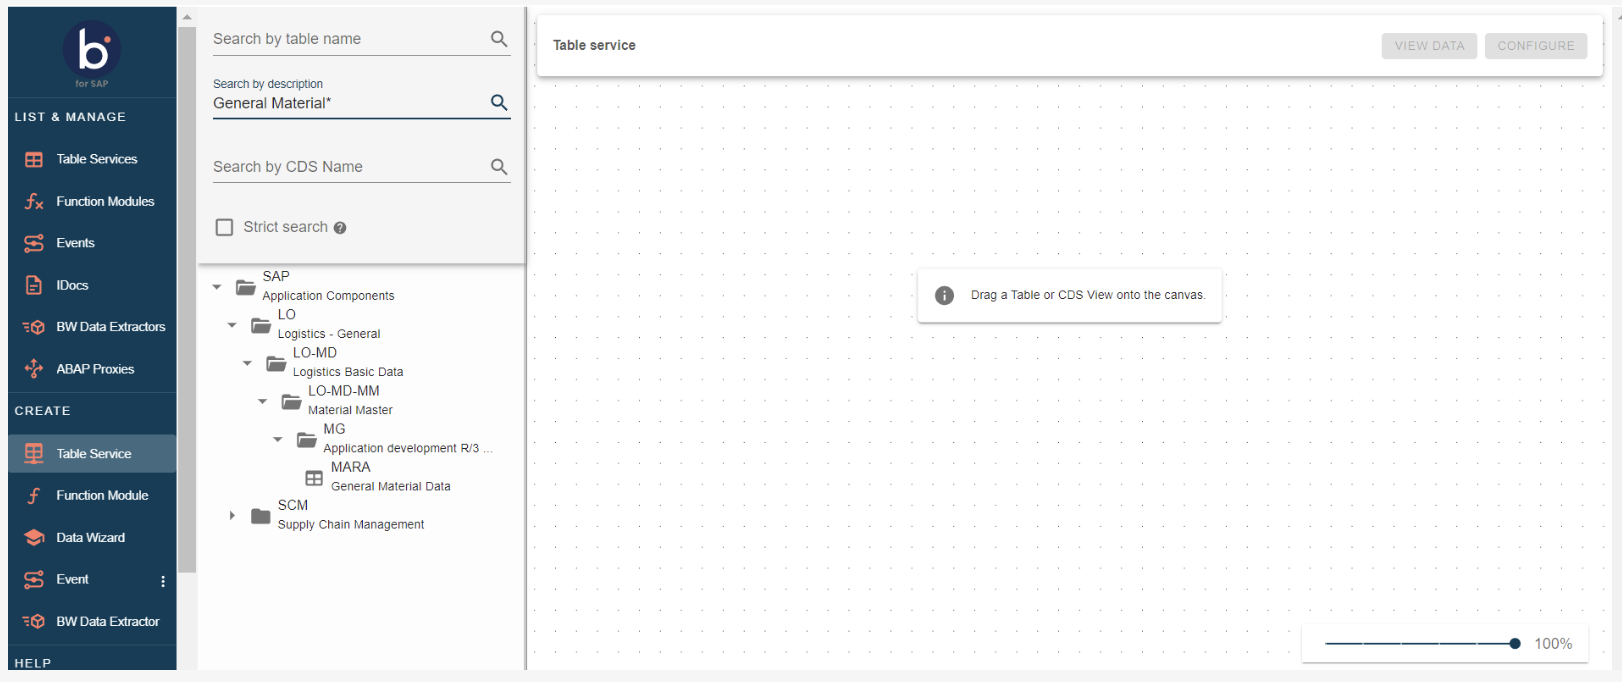 b
for SAP
LIST & MANAGE
Table Services
Function Modules
Events
IDocs
BW Data Extractors
ABAP Proxies
CREATE
Table Service
Function Module
Data Wizard
Event
BW Data Extractor
HELP
Search by table name
Search by description
General Material*
Search by CDS Name
Strict search ?
SAP
Application Components
LO
Logistics - General
LO-MD
Logistics Basic Data
LO-MD-MM
Material Master
MG
Application development R/3 ...
MARA
General Material Data
SCM
Supply Chain Management
Table service
VIEW DATA
CONFIGURE
Drag a Table or CDS View onto the canvas.
100%